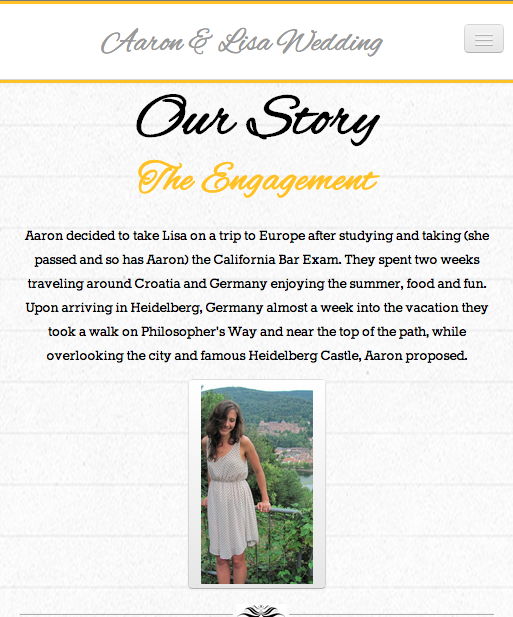 Aaron & Lisa Wedding
Our Story
The Engagement
Aaron decided to take Lisa on a trip to Europe after studying and taking (she
passed and so has Aaron) the California Bar Exam. They spent two weeks
traveling around Croatia and Germany enjoying the summer, food and fun.
Upon arriving in Heidelberg, Germany almost a week into the vacation they
took a walk on Philosopher's Way and near the top of the path, while
overlooking the city and famous Heidelberg Castle, Aaron proposed.